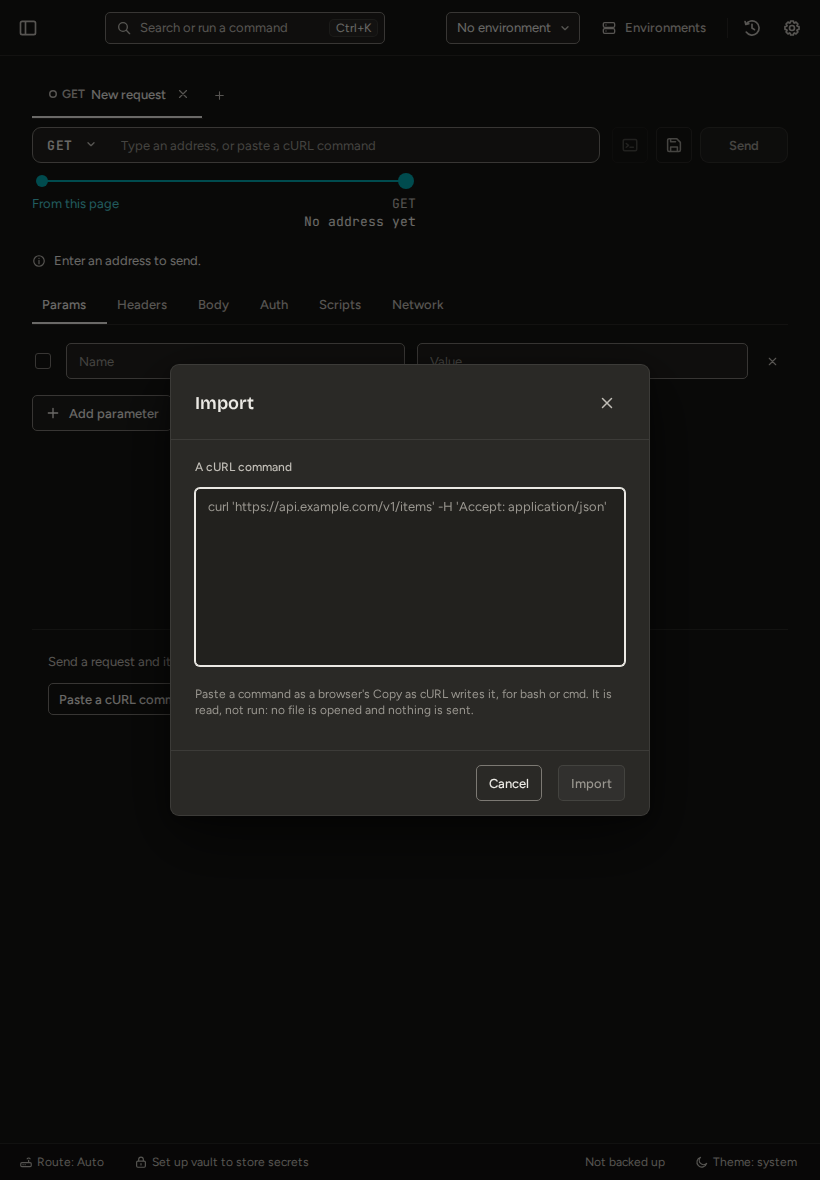 Search or run a command Ctrl+K No environment Environments
GET New request
GET Type an address, or paste a cURL command Send
From this page GET
No address yet
Enter an address to send.
Params Headers Body Auth Scripts Network
Name Value
Add parameter
Import
A cURL command
curl 'https://api.example.com/v1/items' -H 'Accept: application/json'
Send a request and it
Paste a cURL comm
Paste a command as a browser's Copy as cURL writes it, for bash or cmd. It is
read, not run: no file is opened and nothing is sent.
Cancel Import
Route: Auto Set up vault to store secrets Not backed up Theme: system